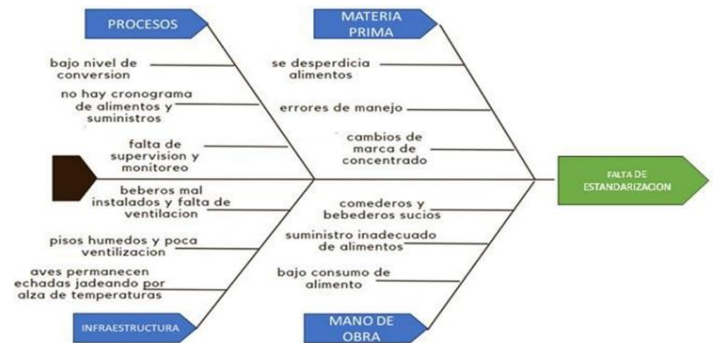 PROCESOS
bajo nivel de
conversion
no hay cronograma
de alimentos y
suministros
falta de
supervision y
monitoreo
MATERIA
PRIMA
se desperdicia
alimentos
errores de manejo
cambios de
marca de
concentrado
FALTA DE
ESTANDARIZACION
beberos mal
instalados y falta de
ventilacion
pisos humedos y poca
ventilizacion
aves permanecen
echadas jadeando por
alza de temperaturas
INFRAESTRUCTURA
comederos y
bebederos sucios
suministro inadecuado
de alimentos
bajo consumo de
alimento
MANO DE
OBRA